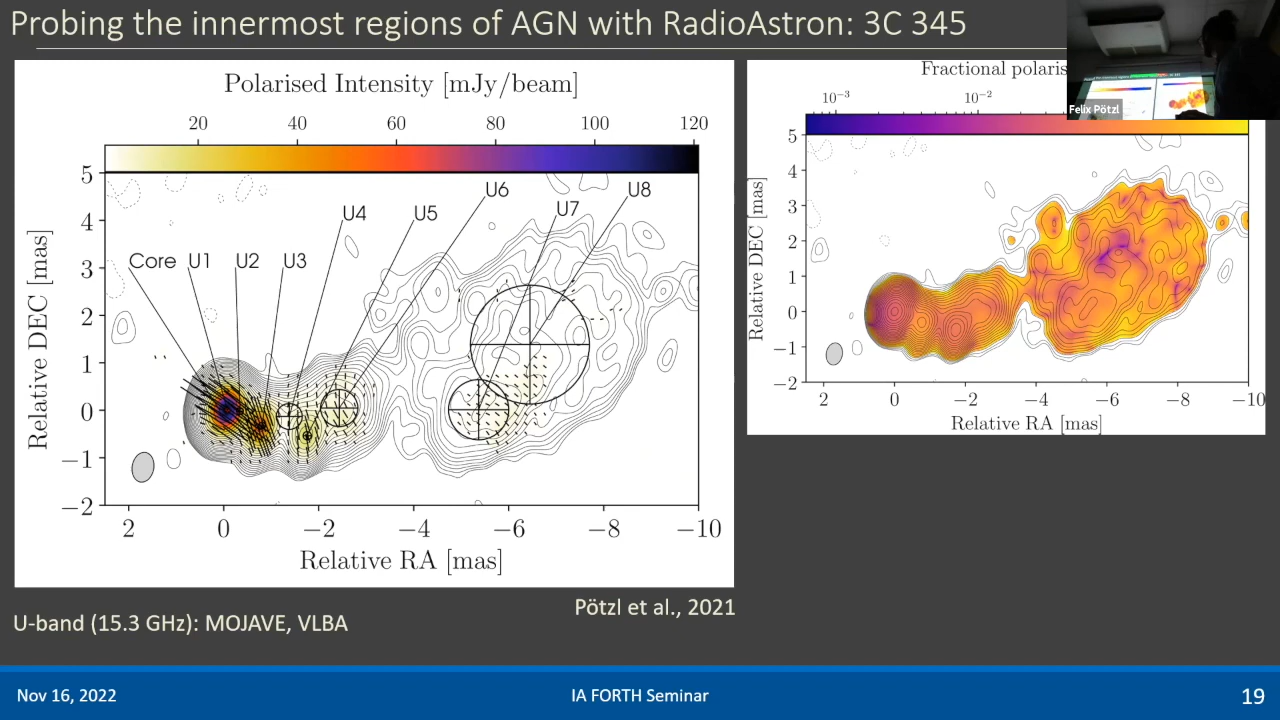 Probing the innermost regions of AGN with RadioAstron: 3C 345
Polarised Intensity [mJy/beam]
20 40 60 80 100 120
5
4
3
2
1
0
−1
−2
Relative DEC [mas]
Core U1 U2 U3 U4 U5 U6 U7 U8
2 0 −2 −4 −6 −8 −10
Relative RA [mas]
Fractional polaris
10⁻³ 10⁻²
5
4
3
2
1
0
−1
−2
Relative DEC [mas]
2 0 −2 −4 −6 −8 −10
Relative RA [mas]
Felix Pötzl
Pötzl et al., 2021
U-band (15.3 GHz): MOJAVE, VLBA
Nov 16, 2022
IA FORTH Seminar
19